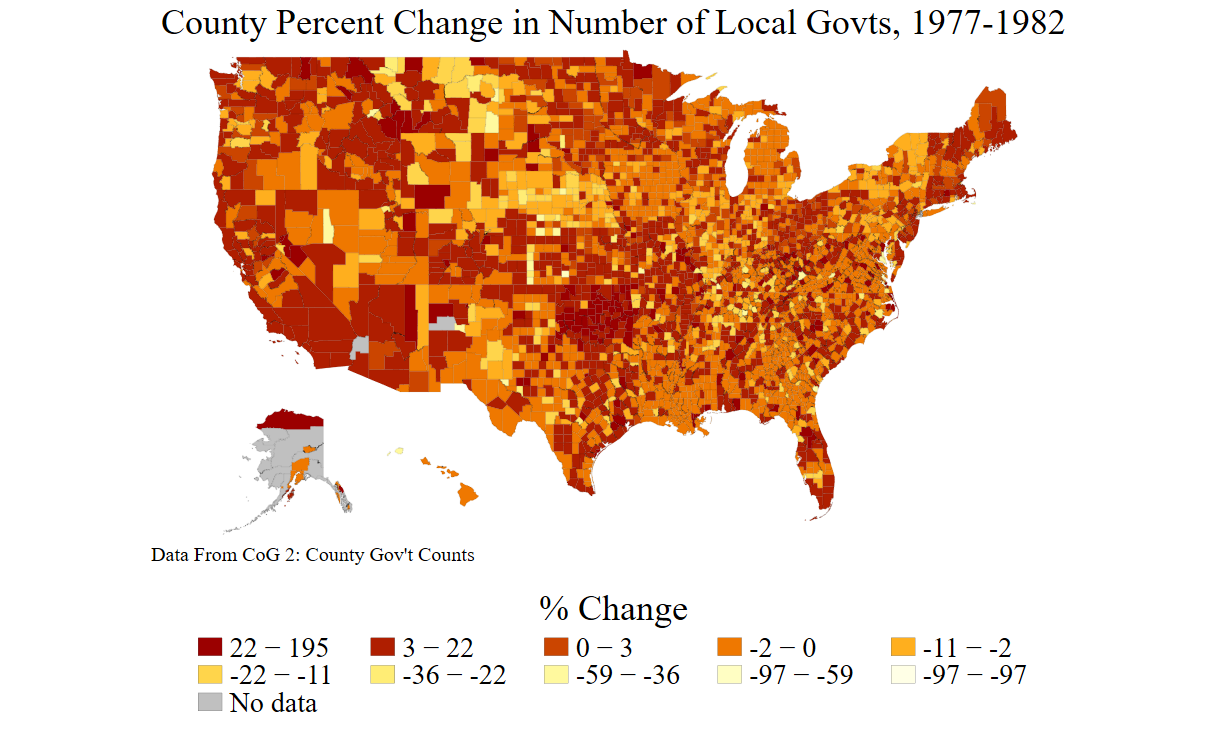 County Percent Change in Number of Local Govts, 1977-1982
Data From CoG 2: County Gov't Counts
% Change
22 − 195 3 − 22 0 − 3 -2 − 0 -11 − -2
-22 − -11 -36 − -22 -59 − -36 -97 − -59 -97 − -97
No data